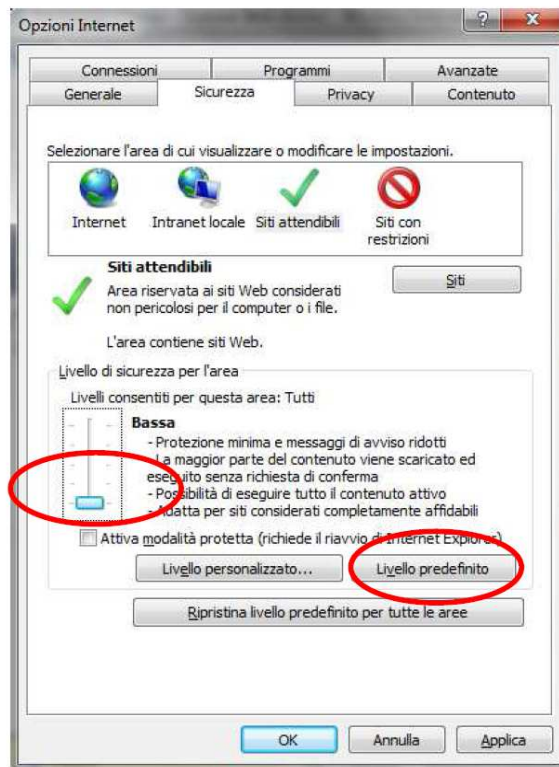 Opzioni Internet
Connessioni Programmi Avanzate
Generale Sicurezza Privacy Contenuto
Selezionare l'area di cui visualizzare o modificare le impostazioni.
Internet Intranet locale Siti attendibili Siti con
restrizioni
Siti attendibili
Siti
Area riservata ai siti Web considerati
non pericolosi per il computer o i file.
L'area contiene siti Web.
Livello di sicurezza per l'area
Livelli consentiti per questa area: Tutti
Bassa
- Protezione minima e messaggi di avviso ridotti
- La maggior parte del contenuto viene scaricato ed
eseguito senza richiesta di conferma
- Possibilità di eseguire tutto il contenuto attivo
- Adatta per siti considerati completamente affidabili
Attiva modalità protetta (richiede il riavvio di Internet Explorer)
Livello personalizzato... Livello predefinito
Ripristina livello predefinito per tutte le aree
OK Annulla Applica